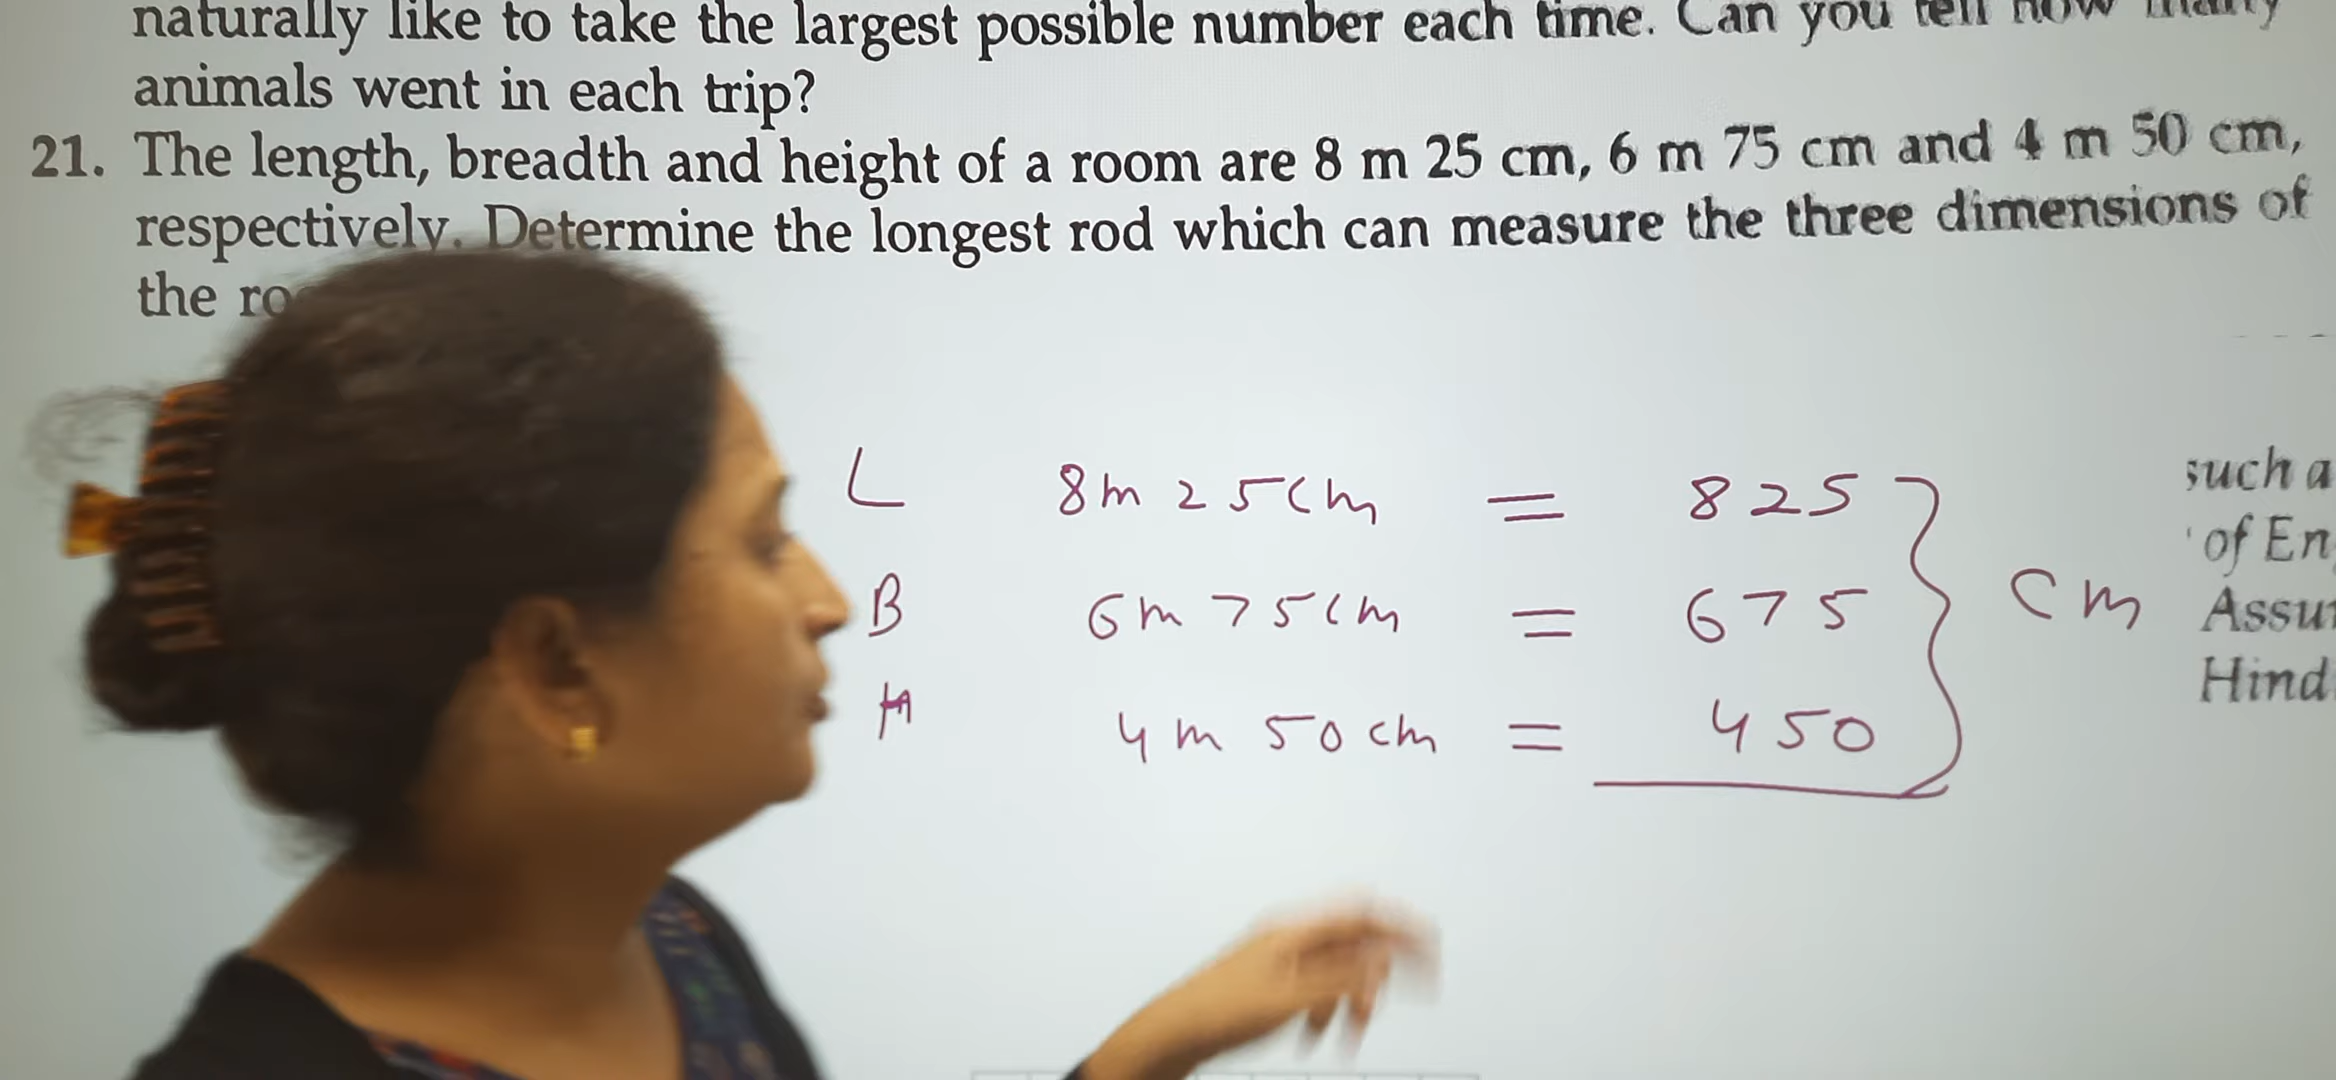 naturally like to take the largest possible number each time. Can you tell how many
animals went in each trip?
21. The length, breadth and height of a room are 8 m 25 cm, 6 m 75 cm and 4 m 50 cm,
respectively. Determine the longest rod which can measure the three dimensions of
the
L 8m 25cm = 825
B 6m 75cm = 675 cm
H 4m 50cm = 450
such a
of En
Assu
Hind